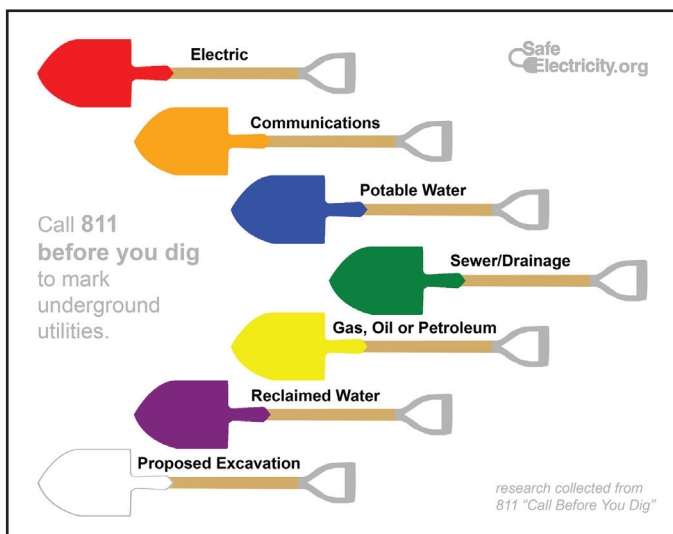 Electric
Safe
Electricity.org
Communications
Potable Water
Call 811
before you dig
to mark
underground
utilities.
Sewer/Drainage
Gas, Oil or Petroleum
Reclaimed Water
Proposed Excavation
research collected from
811 “Call Before You Dig”